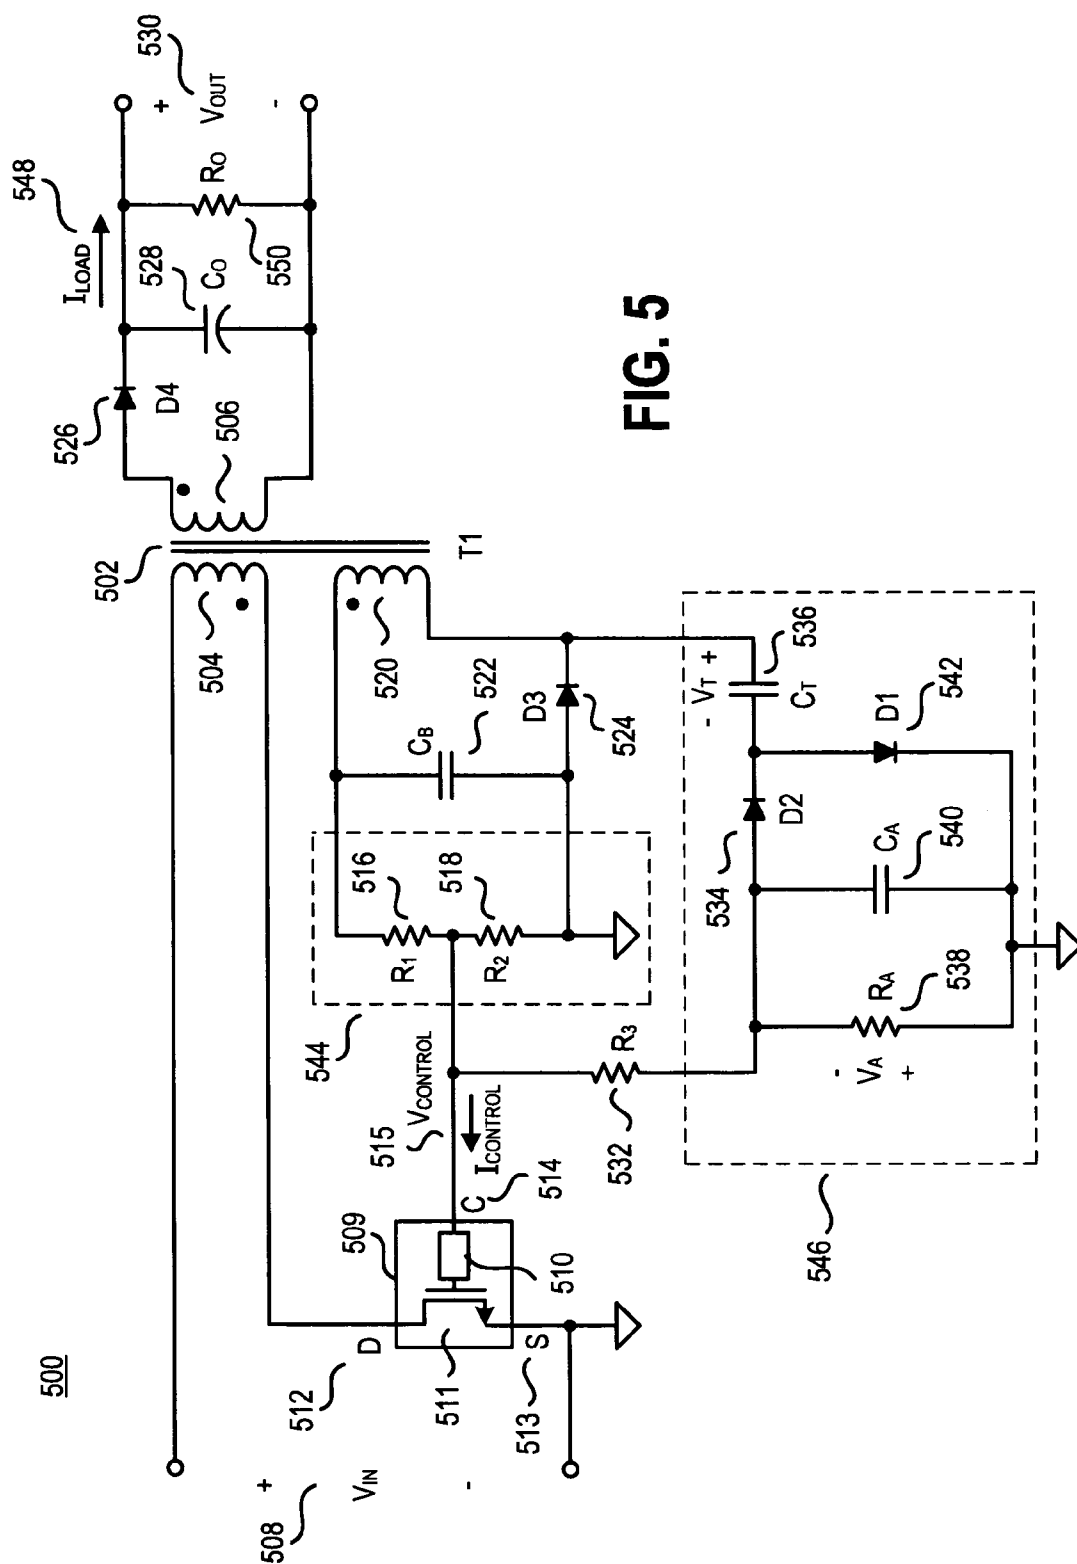 500
508
+
VIN
-
512
D
509
511
510
S
513
C
514
515
VCONTROL
ICONTROL
544
R1
516
R2
518
532
R3
CB
522
D3
524
520
504
502
T1
506
526
D4
528
CO
ILOAD
548
RO
550
+
VOUT
-
530
546
-
VA
+
RA
538
534
D2
CA
540
D1
542
- VT +
CT
536
FIG. 5